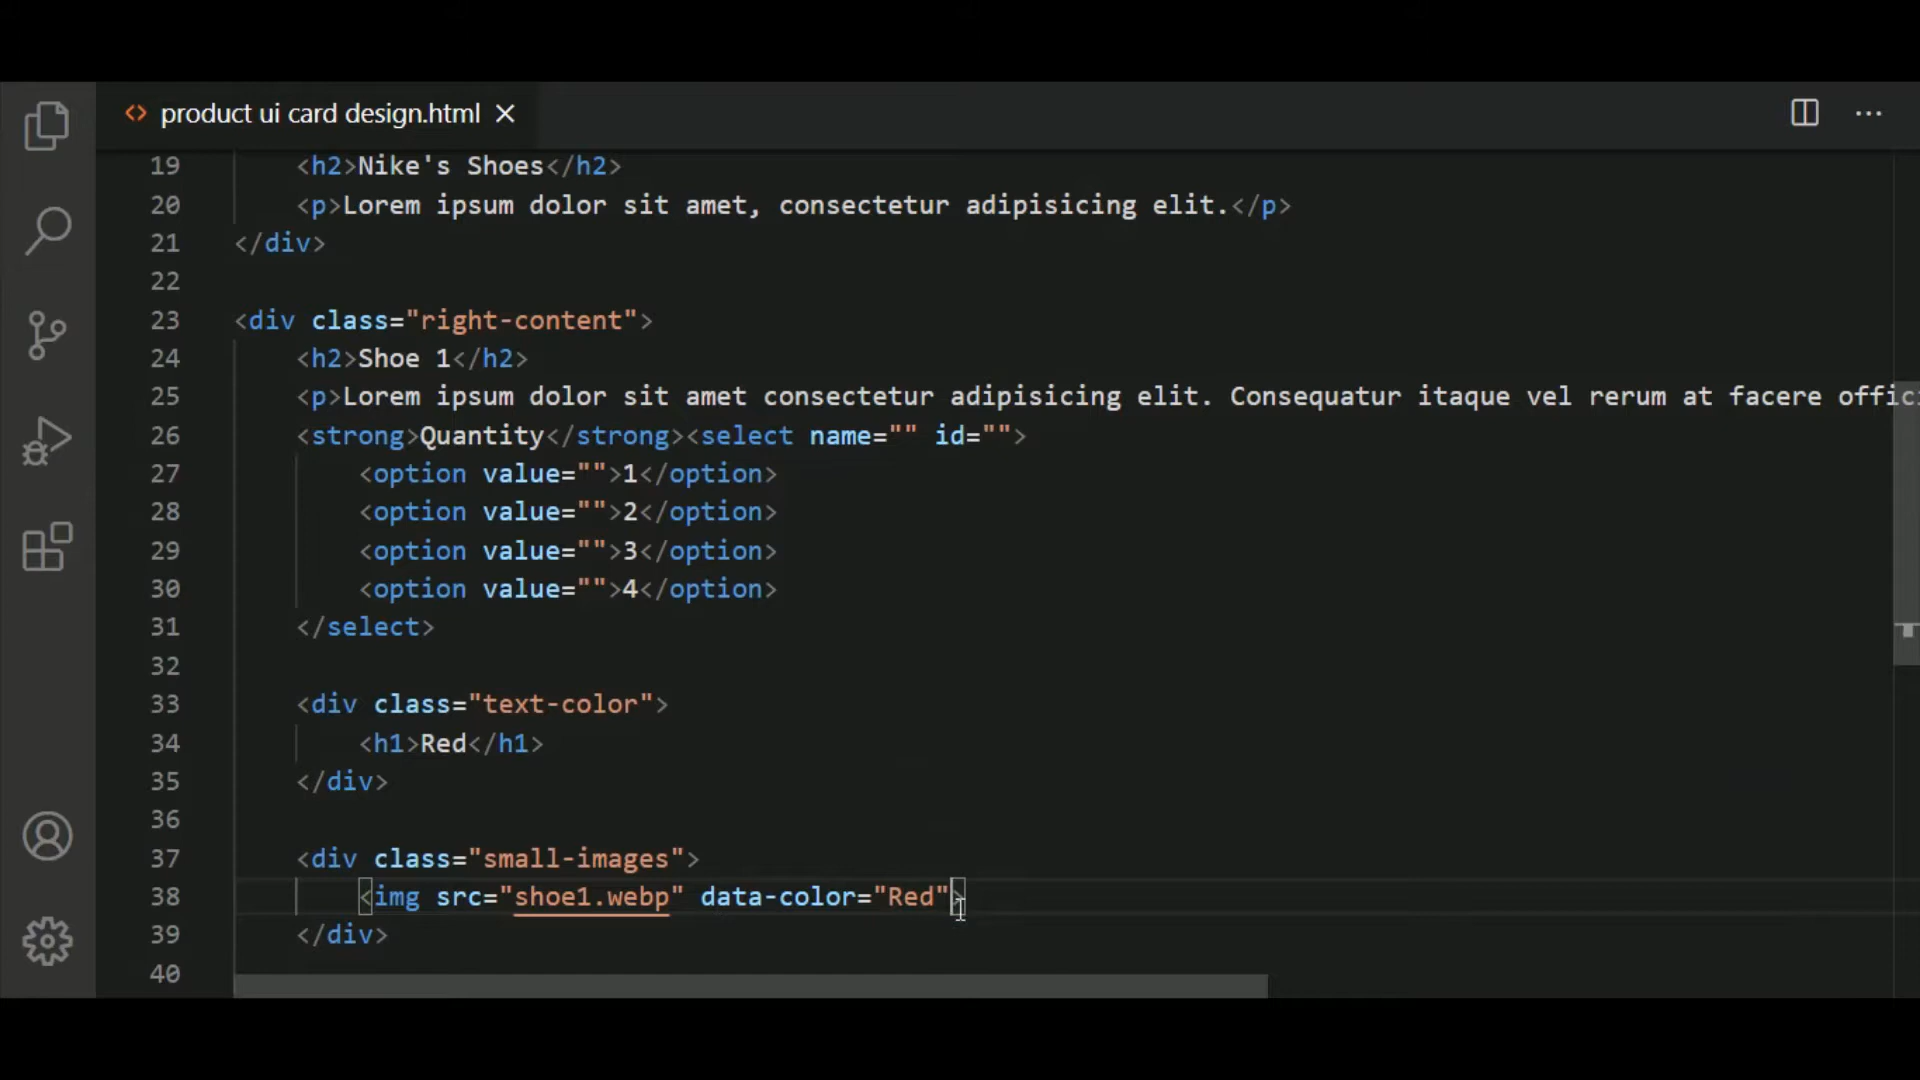 product ui card design.html
19 <h2>Nike's Shoes</h2>
20 <p>Lorem ipsum dolor sit amet, consectetur adipisicing elit.</p>
21 </div>
22
23 <div class="right-content">
24 <h2>Shoe 1</h2>
25 <p>Lorem ipsum dolor sit amet consectetur adipisicing elit. Consequatur itaque vel rerum at facere offic
26 <strong>Quantity</strong><select name="" id="">
27 <option value="">1</option>
28 <option value="">2</option>
29 <option value="">3</option>
30 <option value="">4</option>
31 </select>
32
33 <div class="text-color">
34 <h1>Red</h1>
35 </div>
36
37 <div class="small-images">
38 <img src="shoe1.webp" data-color="Red">
39 </div>
40